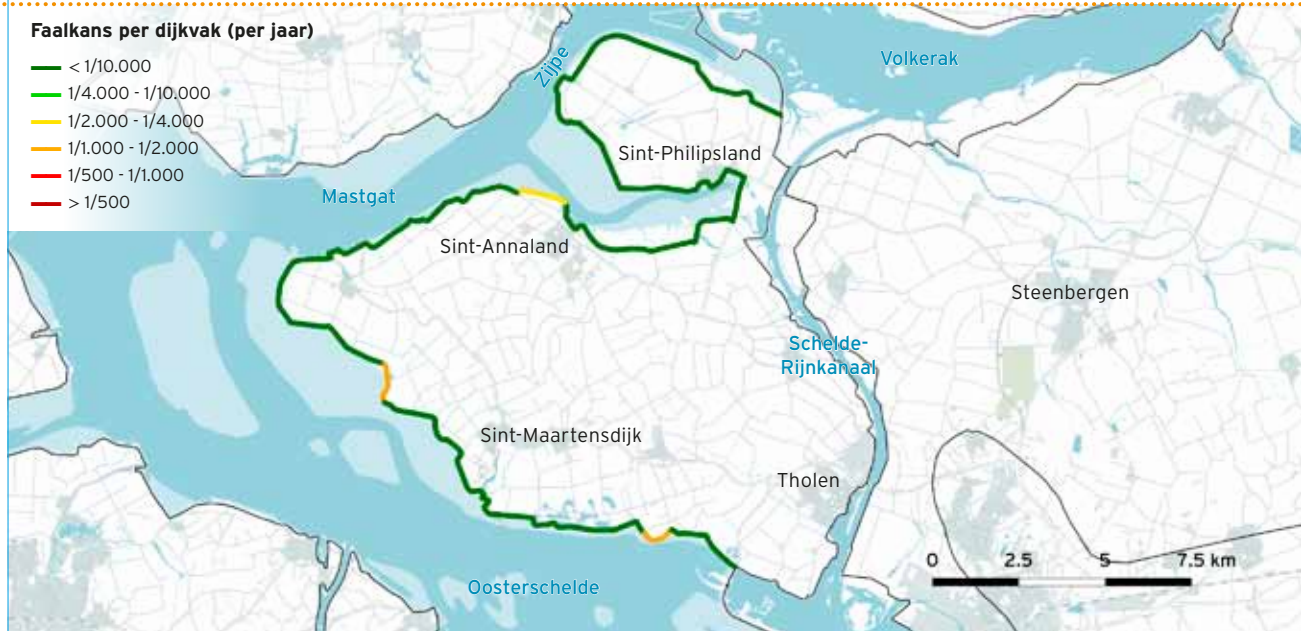 Faalkans per dijkvak (per jaar)
< 1/10.000
1/4.000 - 1/10.000
1/2.000 - 1/4.000
1/1.000 - 1/2.000
1/500 - 1/1.000
> 1/500
Zijpe
Volkerak
Sint-Philipsland
Mastgat
Sint-Annaland
Steenbergen
Schelde-
Rijnkanaal
Sint-Maartensdijk
Tholen
Oosterschelde
0 2.5 5 7.5 km